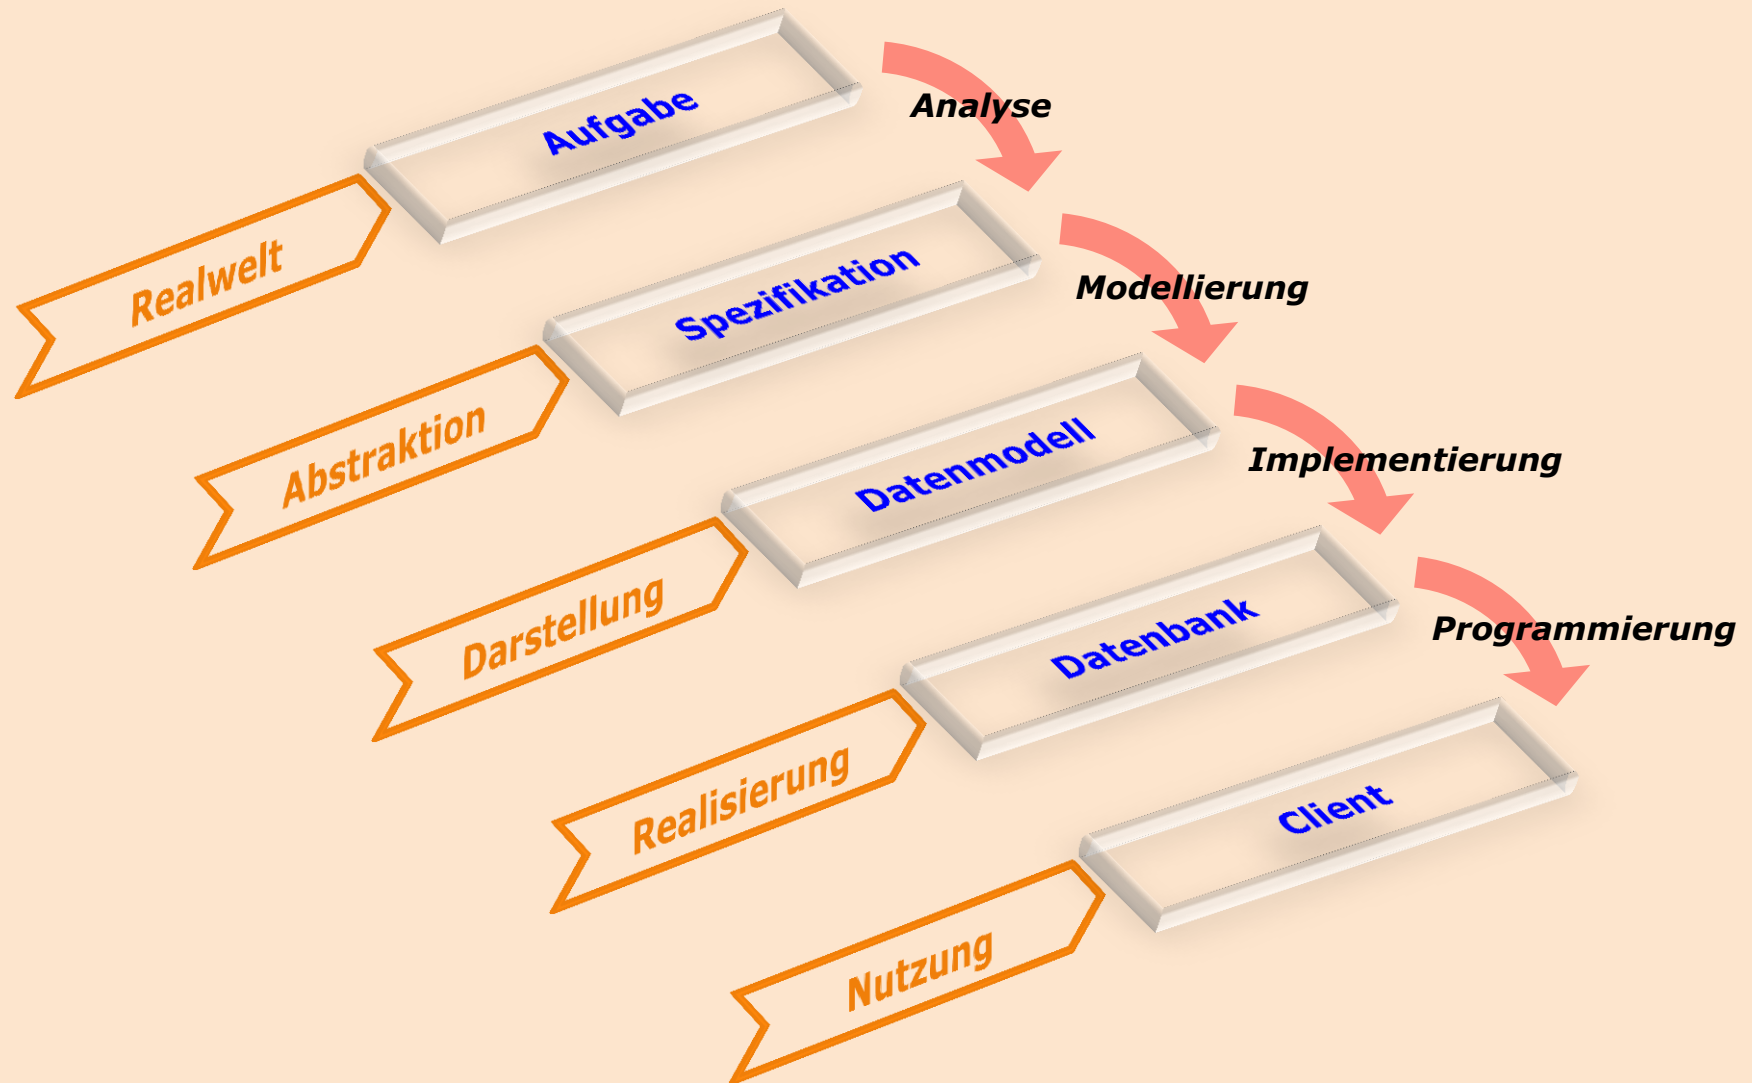 Aufgabe
Analyse
Realwelt
Spezifikation
Modellierung
Abstraktion
Datenmodell
Implementierung
Darstellung
Datenbank
Programmierung
Realisierung
Client
Nutzung